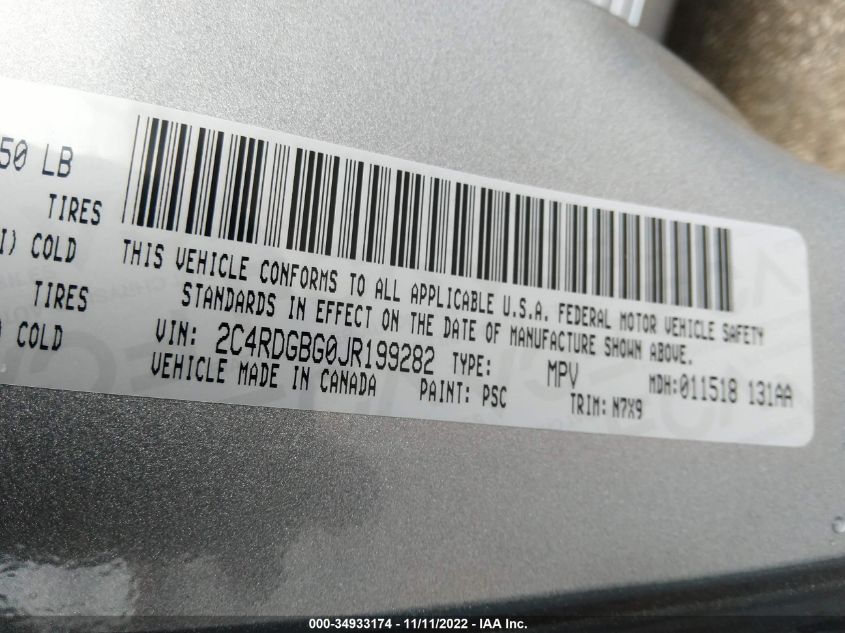 50 LB
TIRES
I) COLD
TIRES
) COLD
THIS VEHICLE CONFORMS TO ALL APPLICABLE U.S.A. FEDERAL MOTOR VEHICLE SAFETY
STANDARDS IN EFFECT ON THE DATE OF MANUFACTURE SHOWN ABOVE.
VIN: 2C4RDGBG0JR199282 TYPE: MPV MDH:011518 131AA
VEHICLE MADE IN CANADA PAINT: PSC TRIM: N7X9
000-34933174 - 11/11/2022 - IAA Inc.